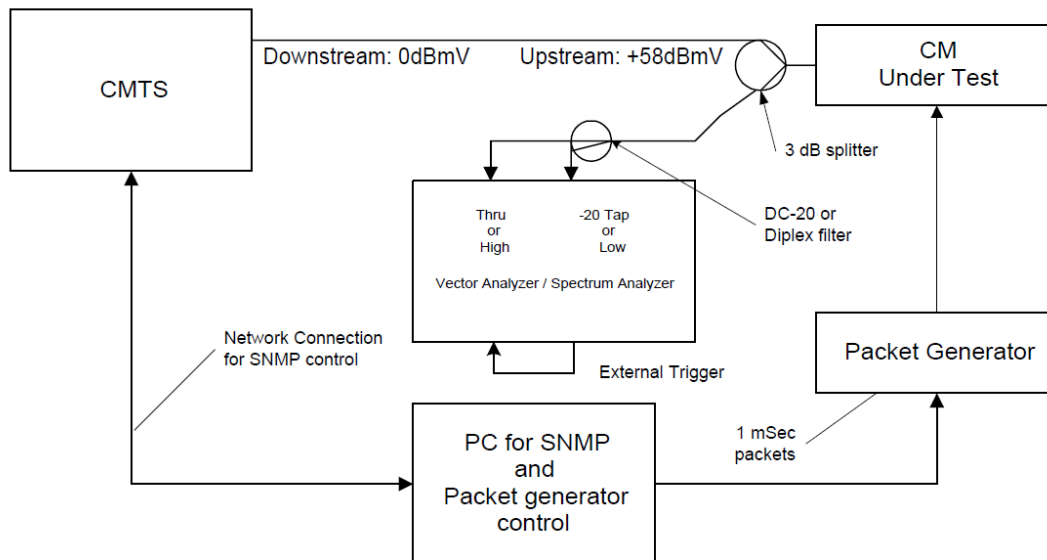 CMTS
Downstream: 0dBmV
Upstream: +58dBmV
CM
Under Test
3 dB splitter
DC-20 or
Diplex filter
Thru
or
High
-20 Tap
or
Low
Vector Analyzer / Spectrum Analyzer
External Trigger
Network Connection
for SNMP control
Packet Generator
1 mSec
packets
PC for SNMP
and
Packet generator
control